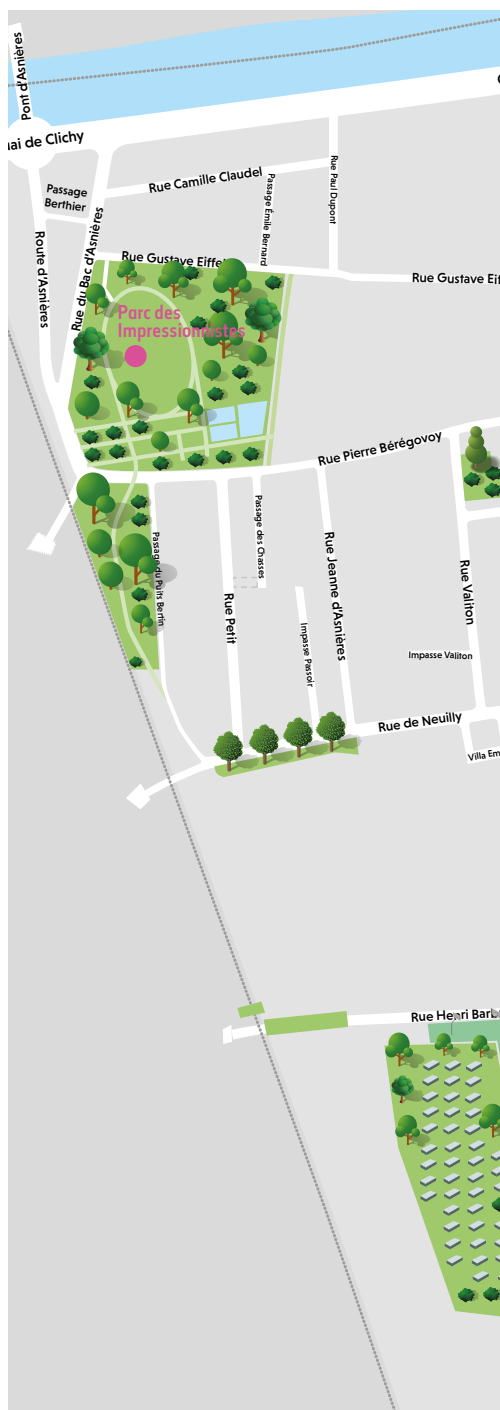 Pont d'Asnières
uai de Clichy
Passage
Berthier
Rue Camille Claudel
Rue Paul Dupont
Passage Émile Bernard
Route d'Asnières
Rue du Bac d'Asnières
Rue Gustave Eiffel
Rue Gustave Eif
Parc des
Impressionnistes
Rue Pierre Bérégovoy
Passage du Puits Bertin
Passage des Chasses
Rue Petit
Rue Jeanne d'Asnières
Impasse Passoir
Rue Valiton
Impasse Valiton
Rue de Neuilly
Villa Em
Rue Henri Barb